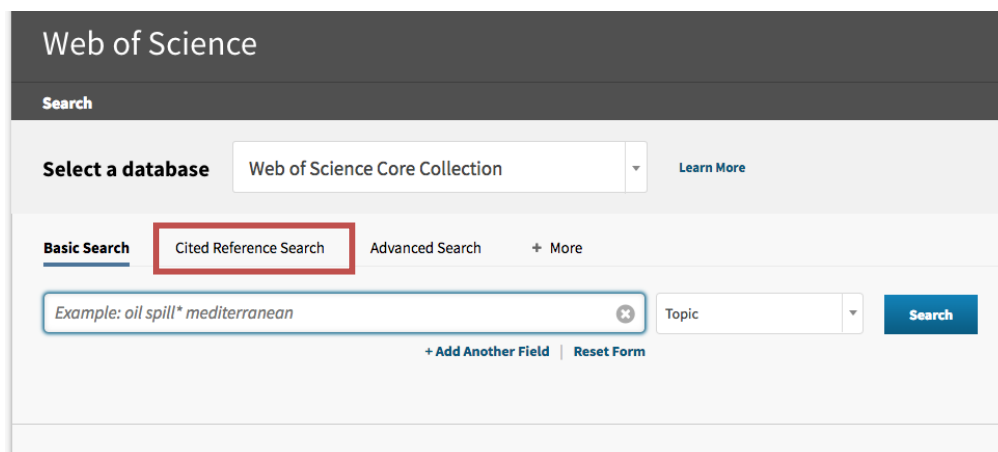 Web of Science
Search
Select a database Web of Science Core Collection Learn More
Basic Search Cited Reference Search Advanced Search + More
Example: oil spill* mediterranean Topic Search
+ Add Another Field | Reset Form